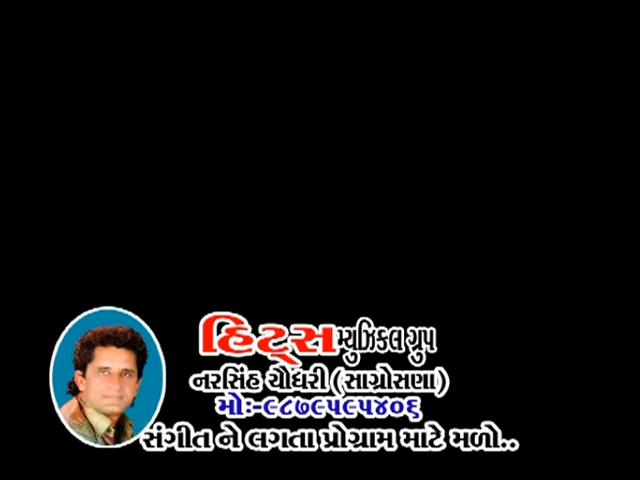 હિટ્સ મ્યુઝિકલ ગ્રુપ
નરસિંહ ચૌધરી (સાગ્રોસણા)
મોઃ-૯૮૭૯૫૯૫૪૦૬
સંગીત ને લગતા પ્રોગ્રામ માટે મળો..